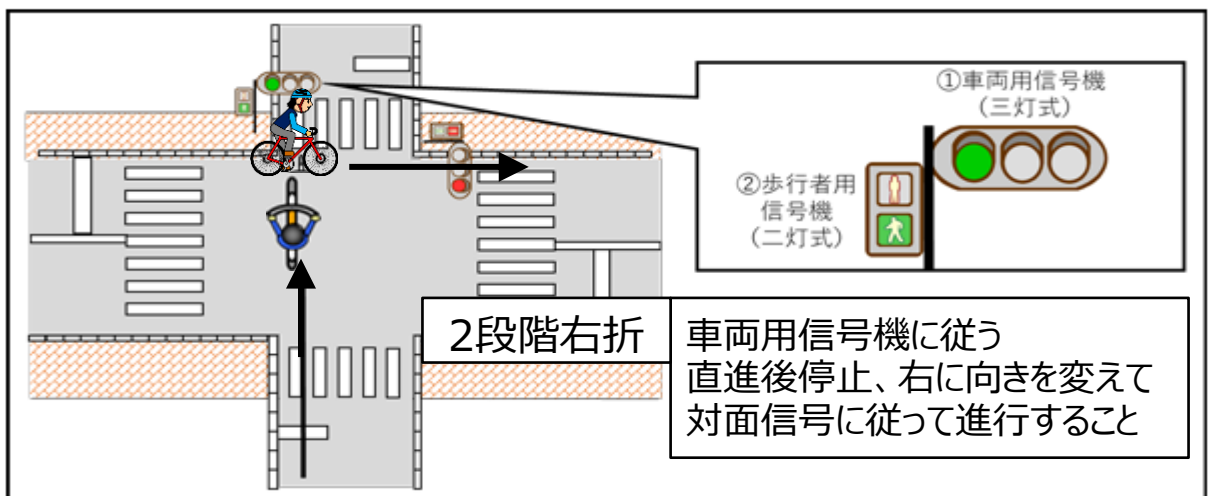 ①車両用信号機
(三灯式)
②歩行者用
信号機
(二灯式)
2段階右折
車両用信号機に従う
直進後停止、右に向きを変えて
対面信号に従って進行すること